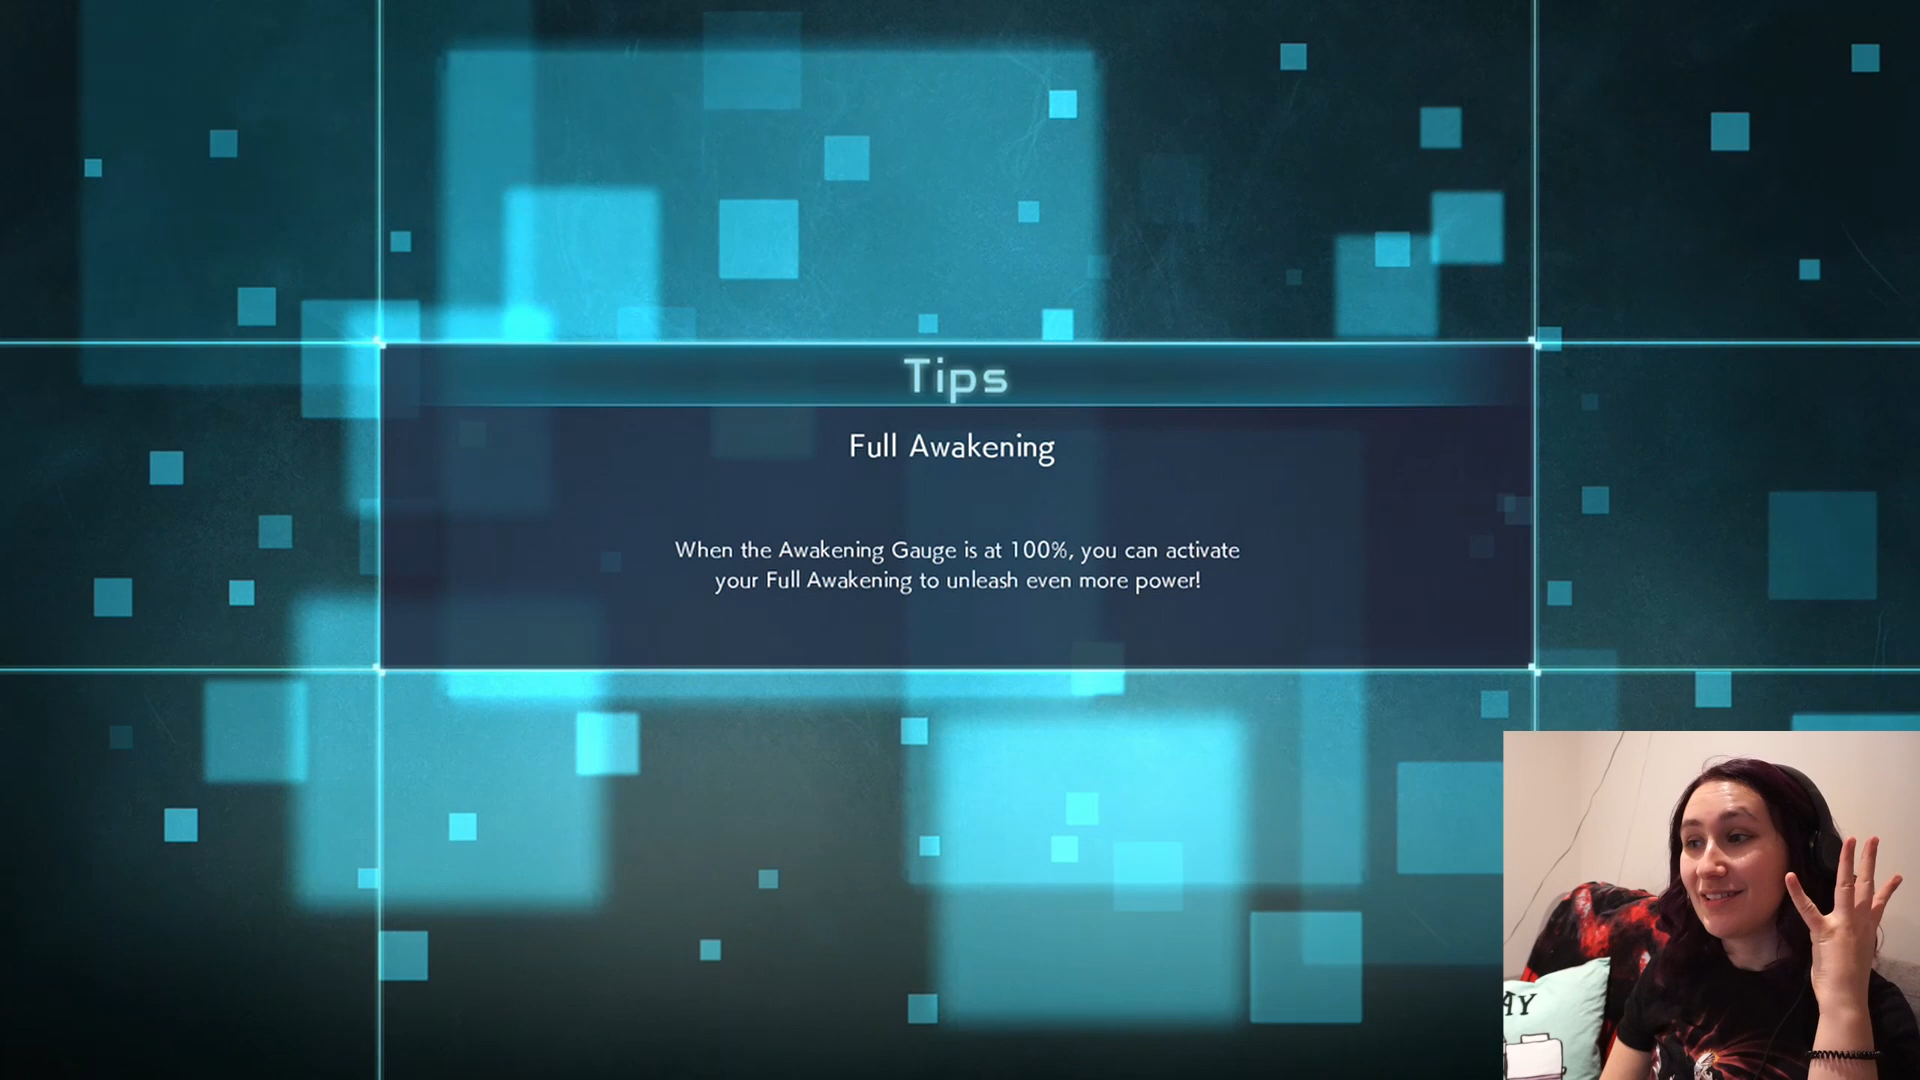 Tips
Full Awakening
When the Awakening Gauge is at 100%, you can activate
your Full Awakening to unleash even more power!
AY